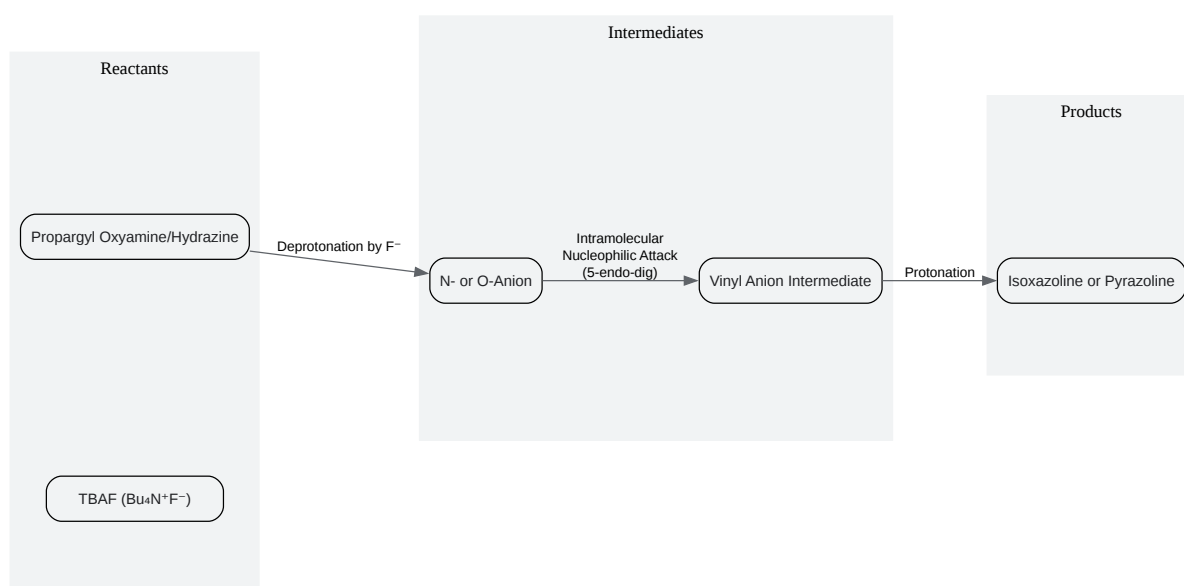 Reactants
Propargyl Oxyamine/Hydrazine
TBAF (Bu₄N⁺F⁻)
Deprotonation by F⁻
Intermediates
N- or O-Anion
Intramolecular
Nucleophilic Attack
(5-endo-dig)
Vinyl Anion Intermediate
Protonation
Products
Isoxazoline or Pyrazoline